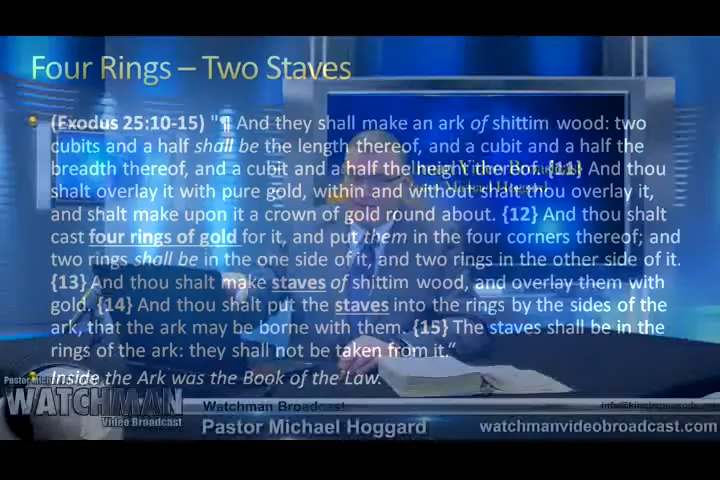 Four Rings – Two Staves
(Exodus 25:10-15) "¶ And they shall make an ark of shittim wood: two
cubits and a half shall be the length thereof, and a cubit and a half the
breadth thereof, and a cubit and a half the height thereof. {11} And thou
shalt overlay it with pure gold, within and without shalt thou overlay it,
and shalt make upon it a crown of gold round about. {12} And thou shalt
cast four rings of gold for it, and put them in the four corners thereof; and
two rings shall be in the one side of it, and two rings in the other side of it.
{13} And thou shalt make staves of shittim wood, and overlay them with
gold. {14} And thou shalt put the staves into the rings by the sides of the
ark, that the ark may be borne with them. {15} The staves shall be in the
rings of the ark: they shall not be taken from it."
Inside the Ark was the Book of the Law.
WATCHMAN
Video Broadcast
Watchman Broadcast
Pastor Michael Hoggard
watchmanvideobroadcast.com